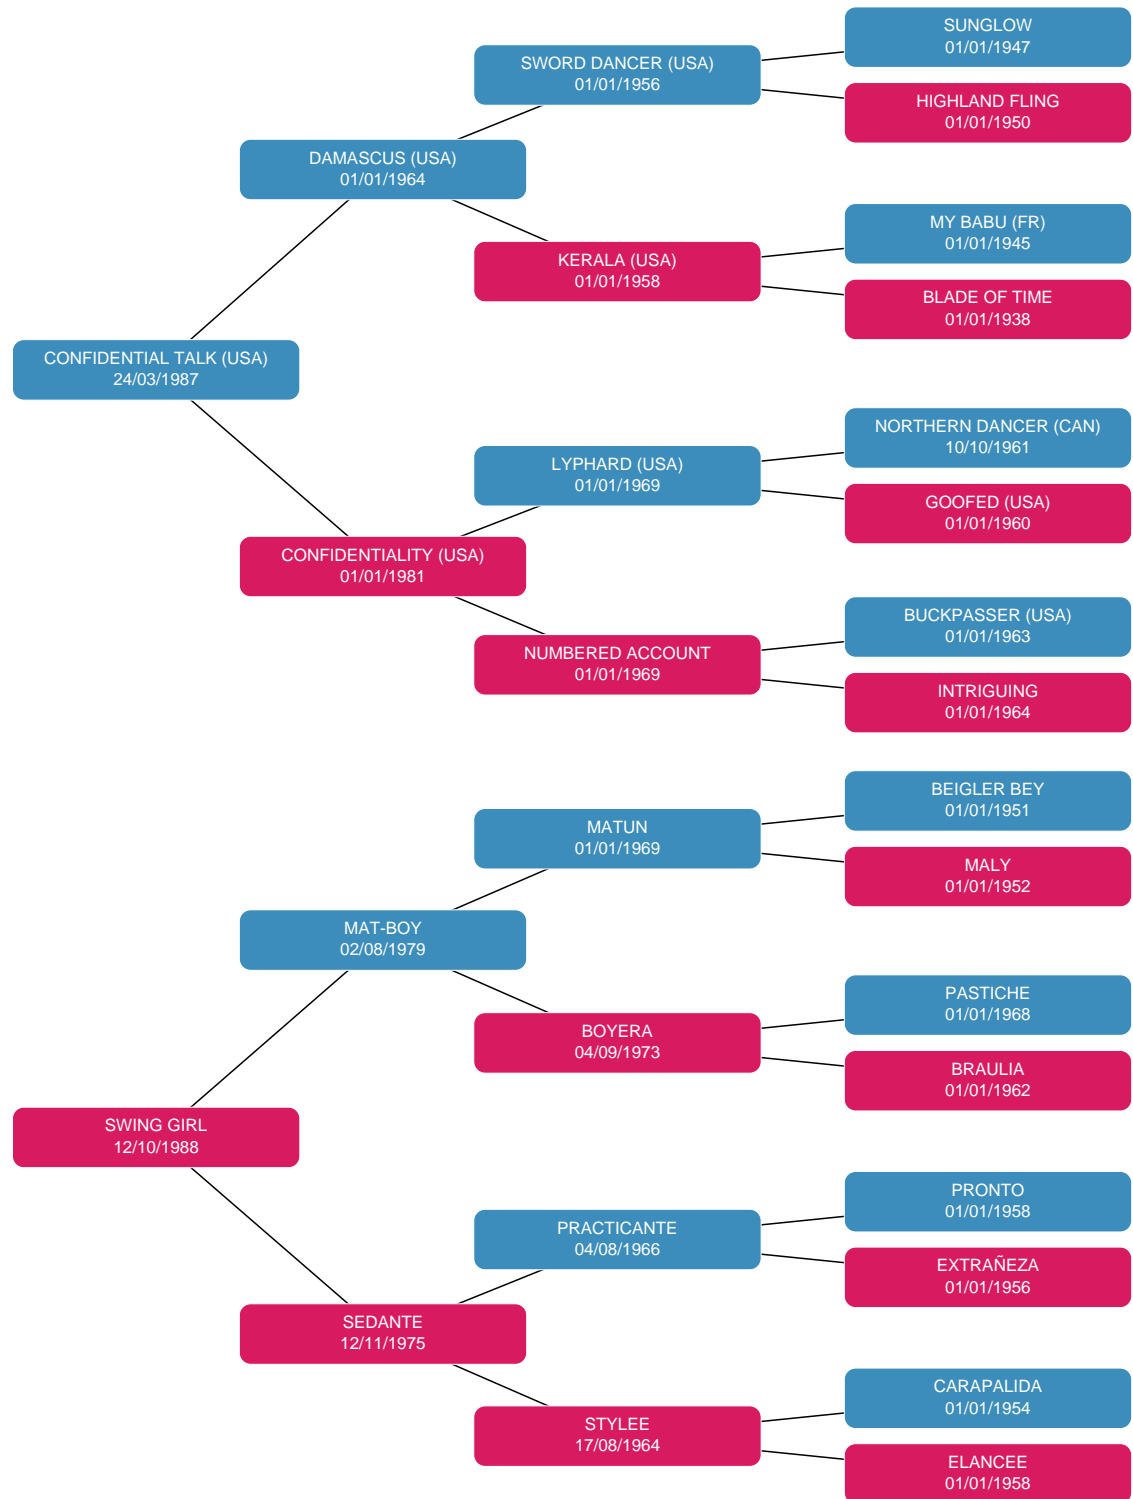 SUNGLOW
01/01/1947
SWORD DANCER (USA)
01/01/1956
HIGHLAND FLING
01/01/1950
DAMASCUS (USA)
01/01/1964
MY BABU (FR)
01/01/1945
KERALA (USA)
01/01/1958
BLADE OF TIME
01/01/1938
CONFIDENTIAL TALK (USA)
24/03/1987
NORTHERN DANCER (CAN)
10/10/1961
LYPHARD (USA)
01/01/1969
GOOFED (USA)
01/01/1960
CONFIDENTIALITY (USA)
01/01/1981
BUCKPASSER (USA)
01/01/1963
NUMBERED ACCOUNT
01/01/1969
INTRIGUING
01/01/1964
BEIGLER BEY
01/01/1951
MATUN
01/01/1969
MALY
01/01/1952
MAT-BOY
02/08/1979
PASTICHE
01/01/1968
BOYERA
04/09/1973
BRAULIA
01/01/1962
SWING GIRL
12/10/1988
PRONTO
01/01/1958
PRACTICANTE
04/08/1966
EXTRAÑEZA
01/01/1956
SEDANTE
12/11/1975
CARAPALIDA
01/01/1954
STYLEE
17/08/1964
ELANCEE
01/01/1958